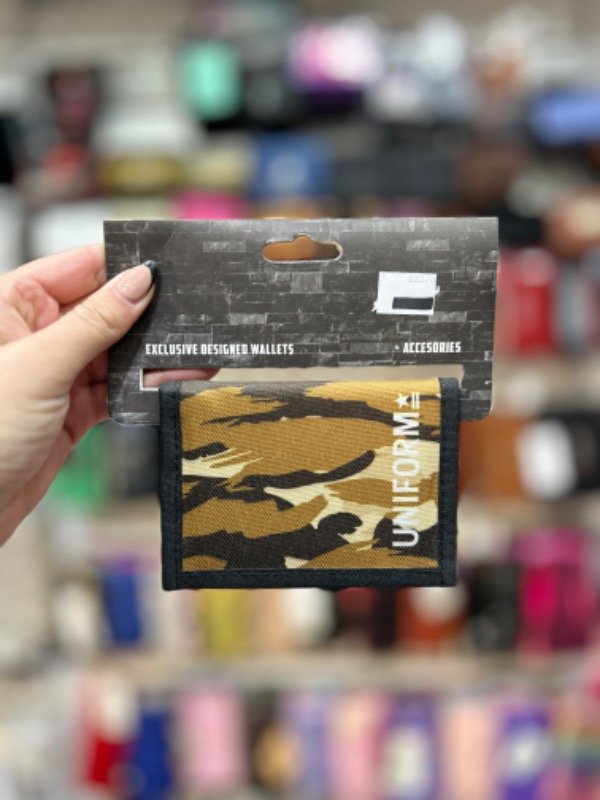 EXCLUSIVE DESIGNED WALLETS
- ACCESORIES
UNIFORM